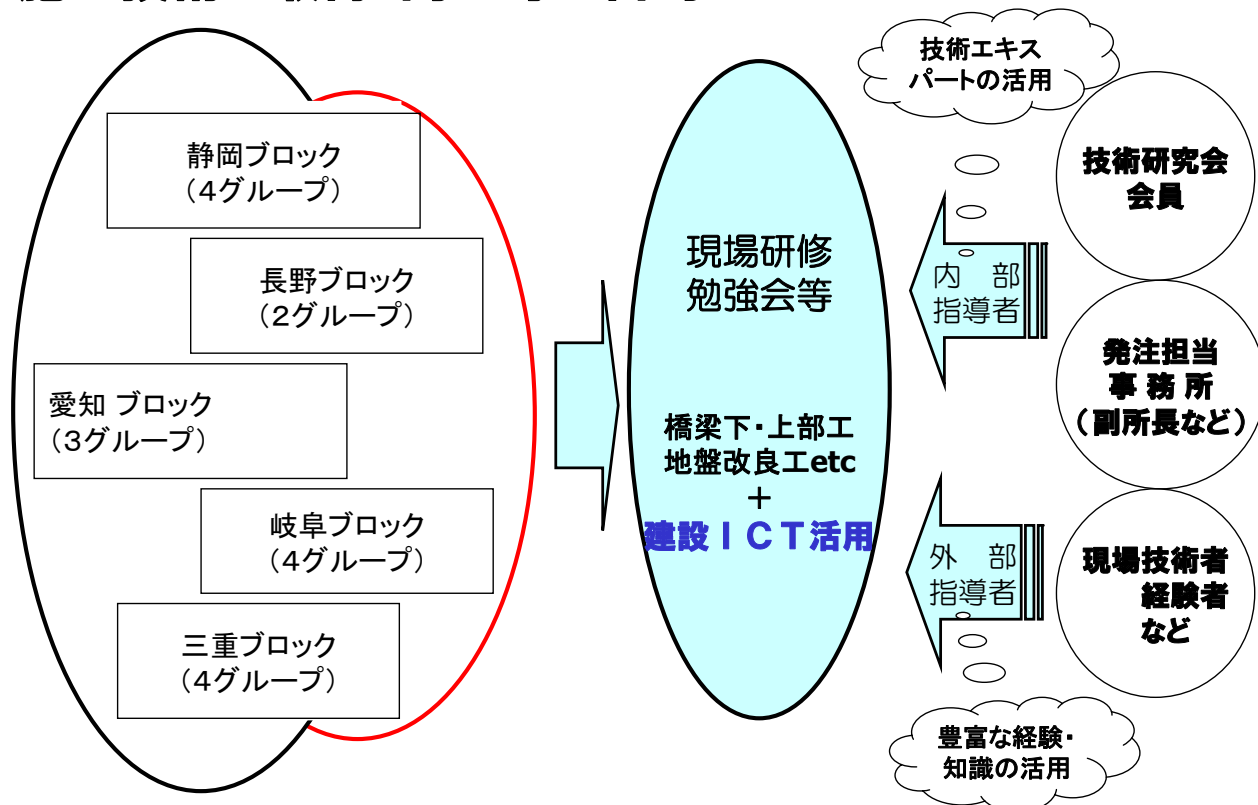 静岡ブロック
(4グループ)
長野ブロック
(2グループ)
愛知 ブロック
(3グループ)
岐阜ブロック
(4グループ)
三重ブロック
(4グループ)
現場研修
勉強会等
橋梁下・上部工
地盤改良工etc
+
建設ICT活用
技術エキス
パートの活用
内 部
指導者
外 部
指導者
豊富な経験・
知識の活用
技術研究会
会員
発注担当
事 務 所
(副所長など)
現場技術者
経験者
など